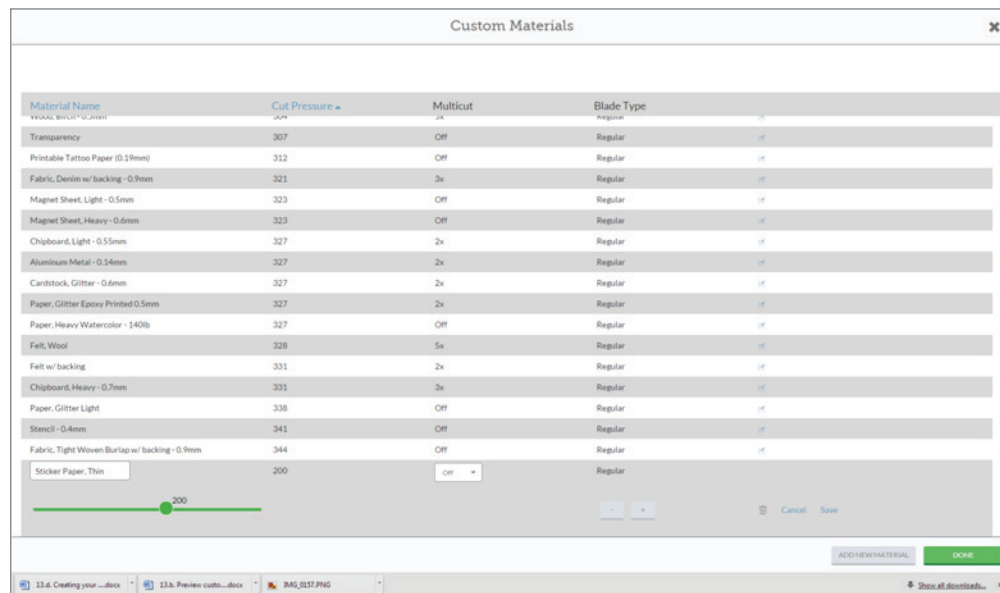 Custom Materials
Material Name Cut Pressure Multicut Blade Type
Wood, Birch - 0.5mm 304 3x Regular
Transparency 307 Off Regular
Printable Tattoo Paper (0.19mm) 312 Off Regular
Fabric, Denim w/ backing - 0.9mm 321 3x Regular
Magnet Sheet, Light - 0.5mm 323 Off Regular
Magnet Sheet, Heavy - 0.6mm 323 Off Regular
Chipboard, Light - 0.55mm 327 2x Regular
Aluminum Metal - 0.14mm 327 2x Regular
Cardstock, Glitter - 0.6mm 327 2x Regular
Paper, Glitter Epoxy Printed 0.5mm 327 2x Regular
Paper, Heavy Watercolor - 140lb 327 Off Regular
Felt, Wool 328 5x Regular
Felt w/ backing 331 2x Regular
Chipboard, Heavy - 0.7mm 331 3x Regular
Paper, Glitter Light 338 Off Regular
Stencil - 0.4mm 341 Off Regular
Fabric, Tight Woven Burlap w/ backing - 0.9mm 344 Off Regular
Sticker Paper, Thin 200 Off Regular
200
- + Cancel Save
ADD NEW MATERIAL DONE
13.d. Creating your ....docx 13.b. Preview custo....docx IMG_0157.PNG Show all downloads...